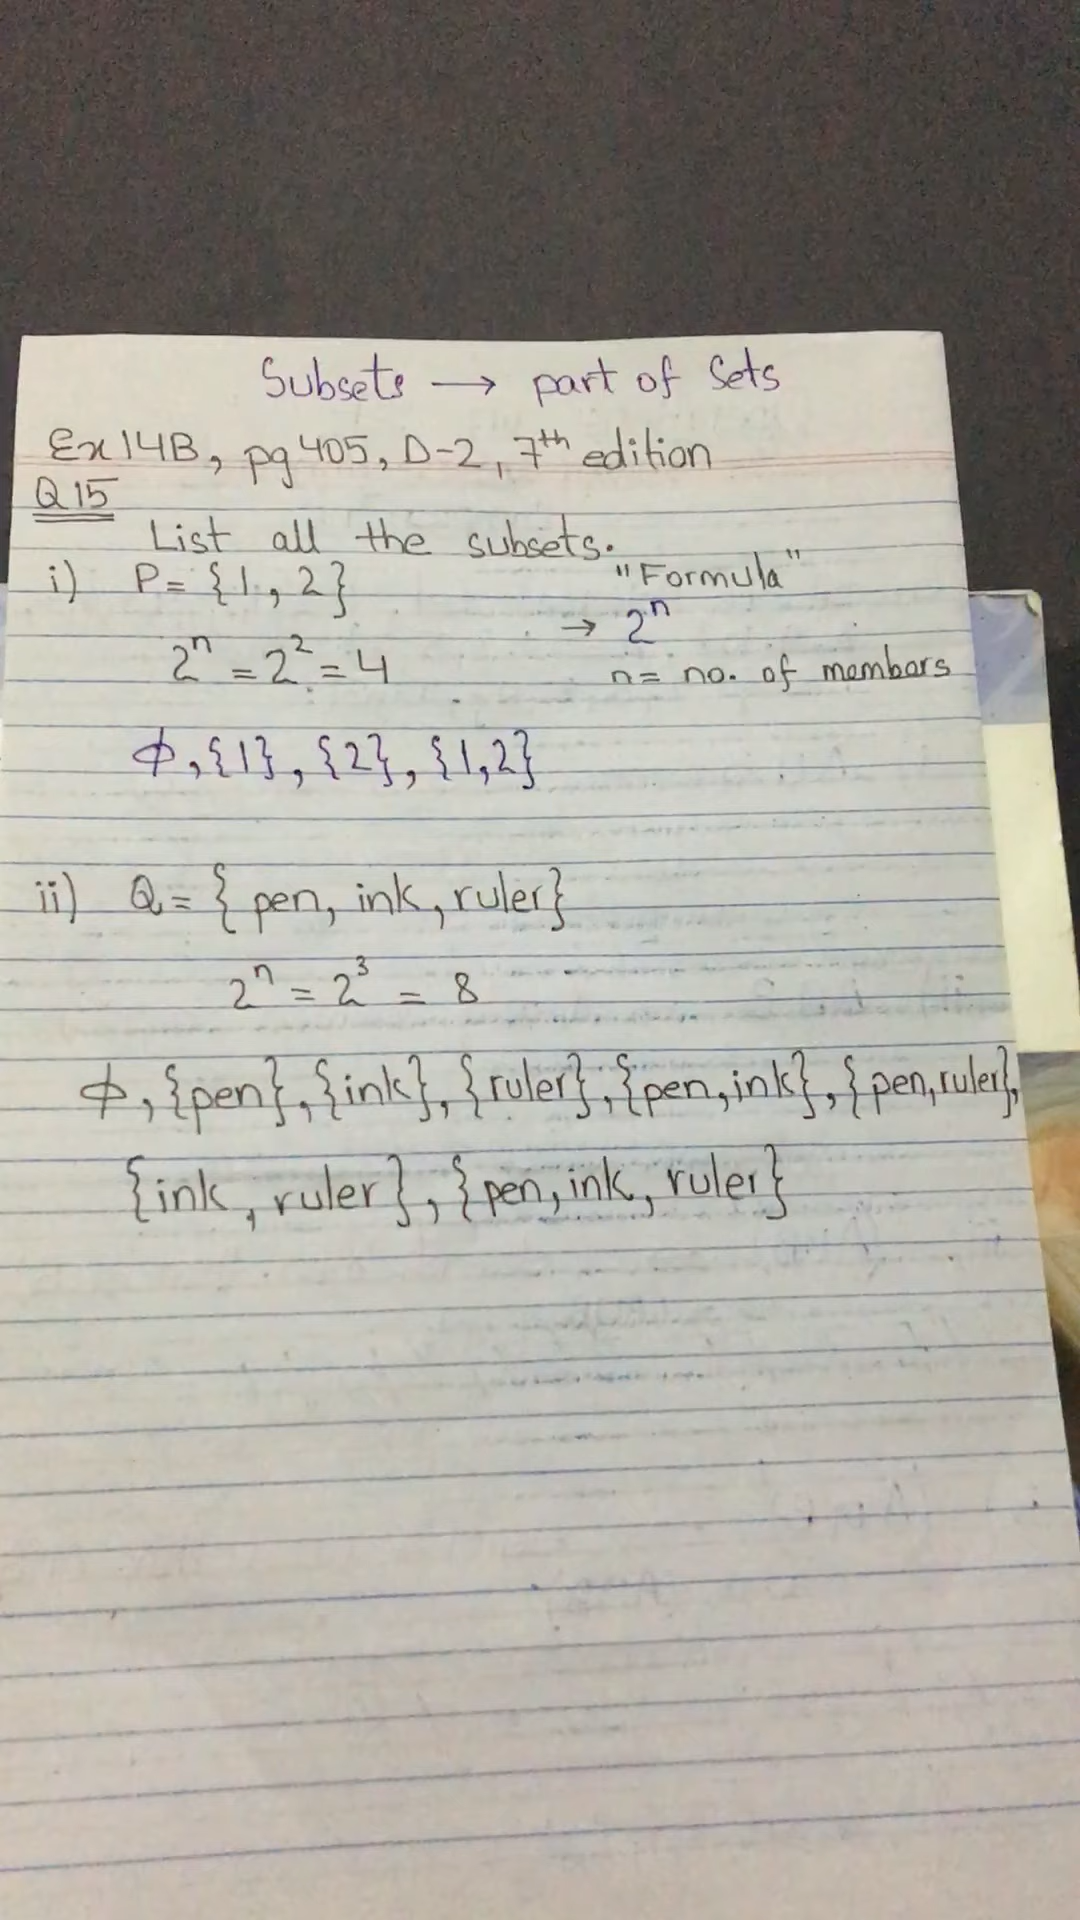 Subsets → part of Sets
Ex 14B, pg 405, D-2, 7th edition
Q15
List all the subsets.
i) P = {1, 2}
"Formula"
→ 2ⁿ
2ⁿ = 2² = 4
n = no. of members
φ, {1}, {2}, {1,2}
ii) Q = { pen, ink, ruler}
2ⁿ = 2³ = 8
φ, {pen}, {ink}, {ruler}, {pen, ink}, {pen, ruler},
{ink, ruler}, {pen, ink, ruler}